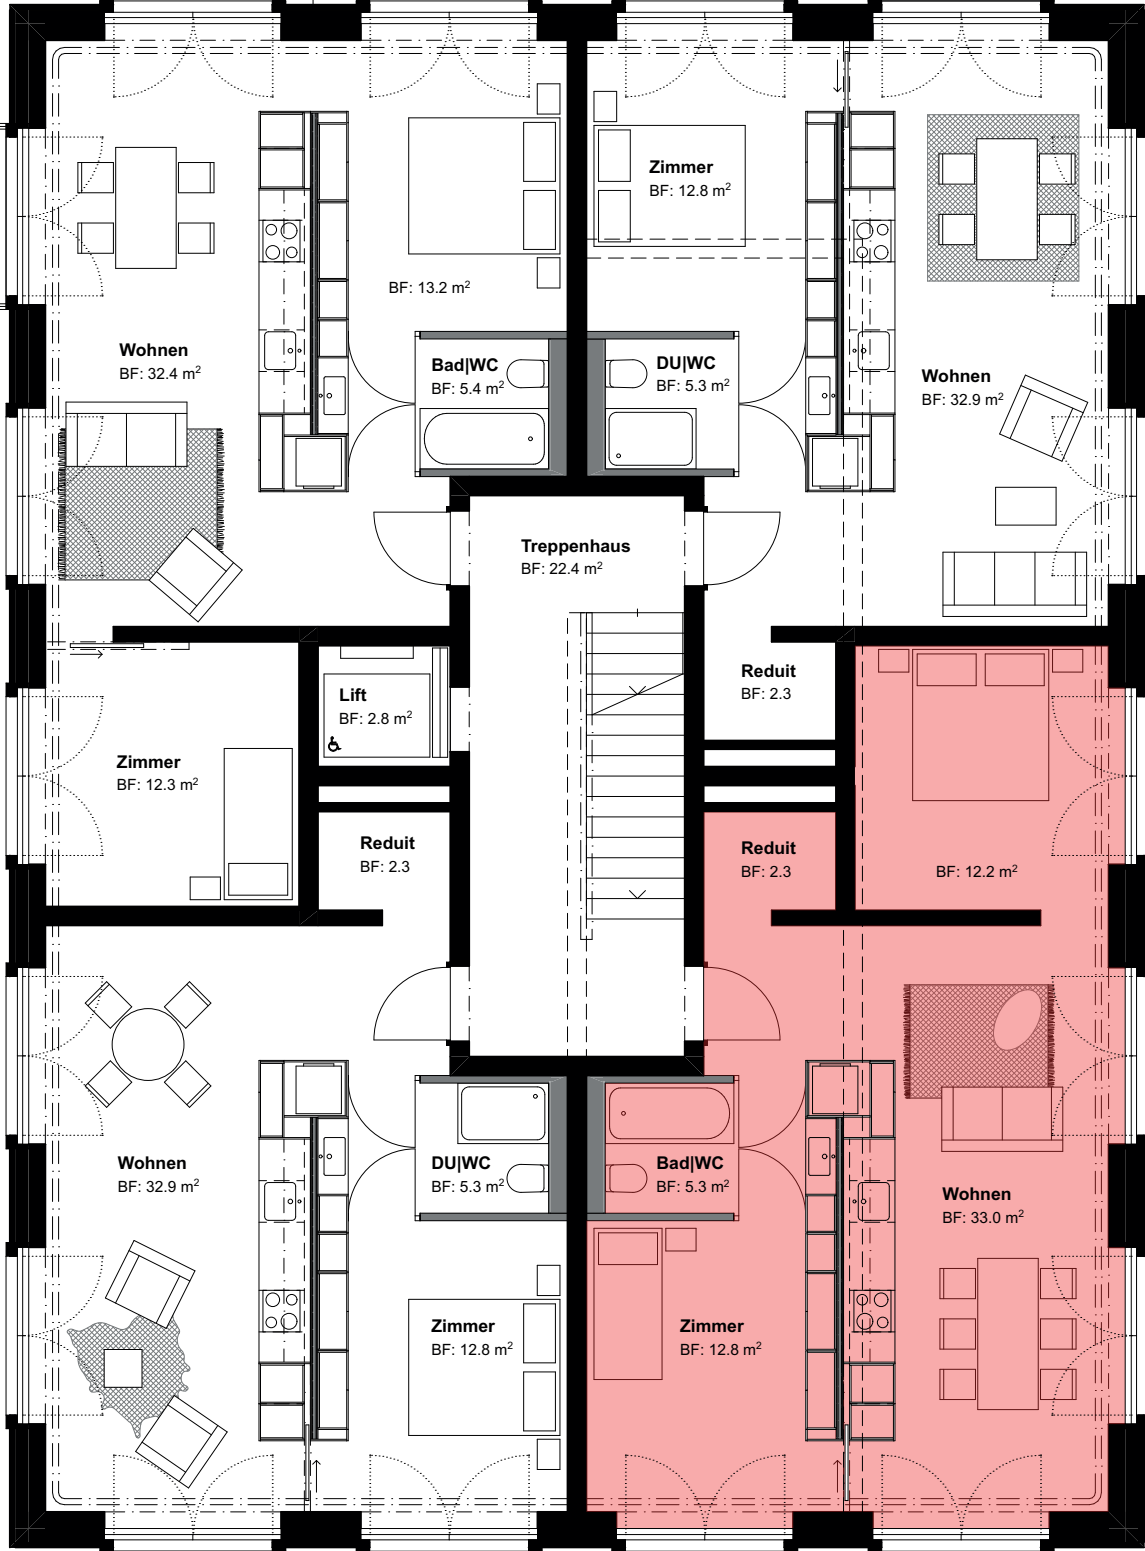 Zimmer
BF: 12.8 m²
BF: 13.2 m²
Wohnen
BF: 32.4 m²
Bad|WC
BF: 5.4 m²
DU|WC
BF: 5.3 m²
Wohnen
BF: 32.9 m²
Treppenhaus
BF: 22.4 m²
Reduit
BF: 2.3
Lift
BF: 2.8 m²
Zimmer
BF: 12.3 m²
Reduit
BF: 2.3
Reduit
BF: 2.3
BF: 12.2 m²
Wohnen
BF: 32.9 m²
DU|WC
BF: 5.3 m²
Bad|WC
BF: 5.3 m²
Wohnen
BF: 33.0 m²
Zimmer
BF: 12.8 m²
Zimmer
BF: 12.8 m²